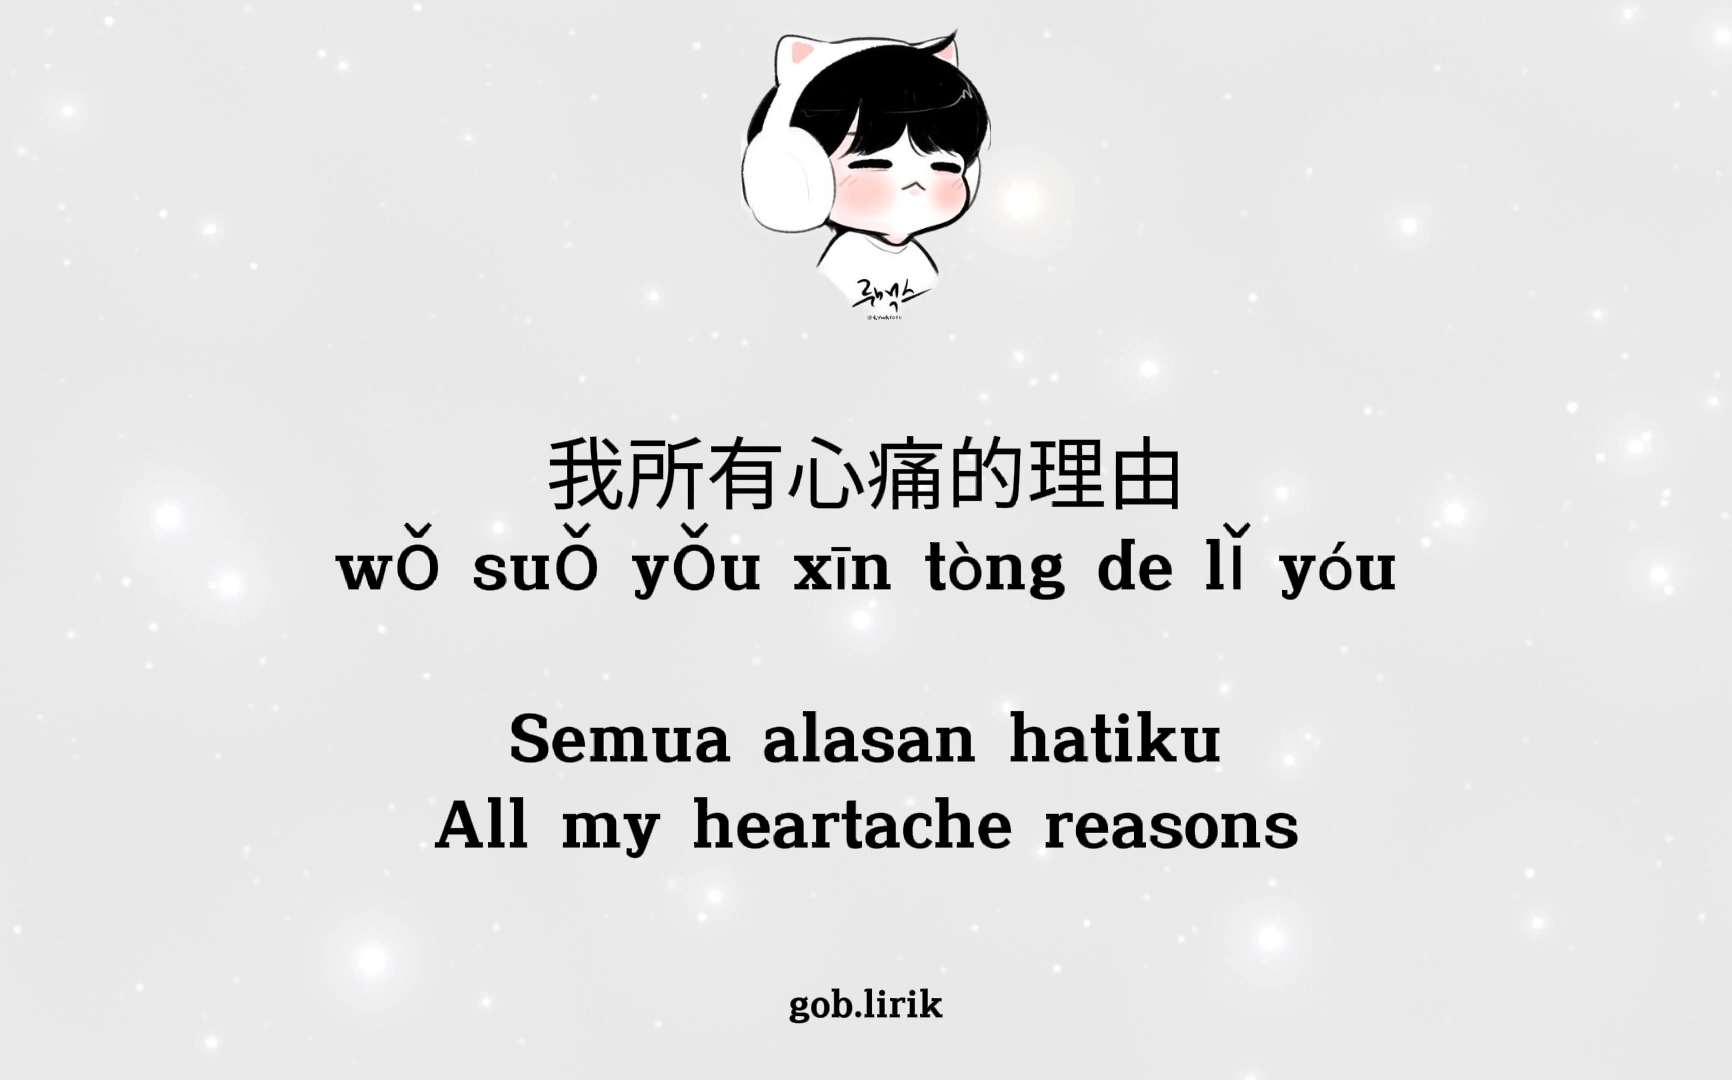 我所有心痛的理由
wǒ suǒ yǒu xīn tòng de lǐ yóu
Semua alasan hatiku
All my heartache reasons
gob.lirik